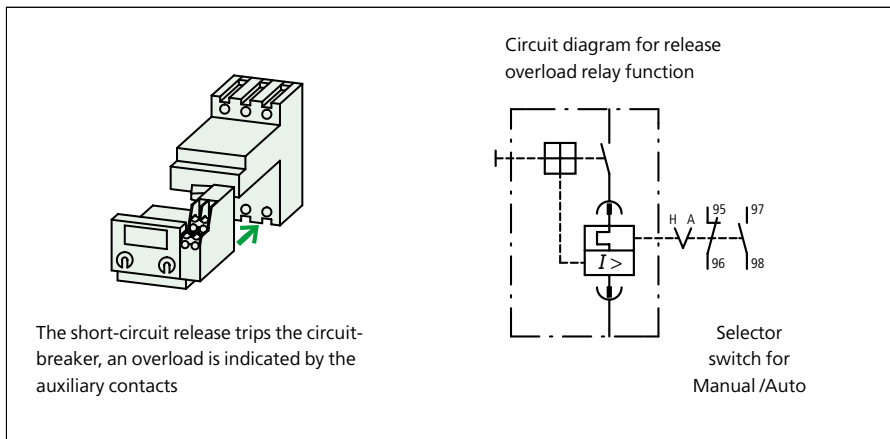 Circuit diagram for release
overload relay function
H A
95
97
I >
96
98
The short-circuit release trips the circuit-
breaker, an overload is indicated by the
auxiliary contacts
Selector
switch for
Manual /Auto